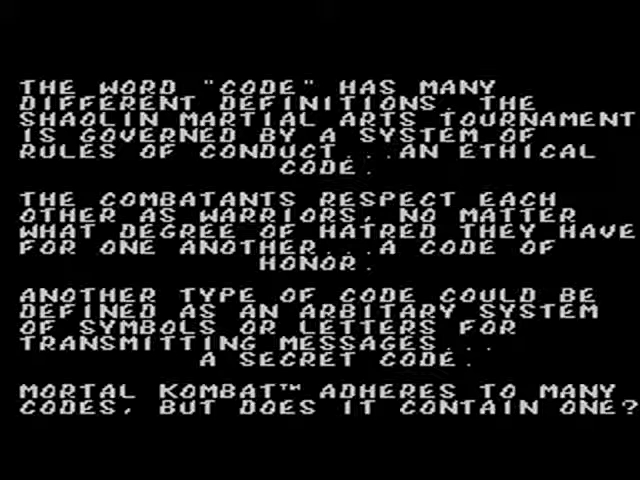 THE WORD "CODE" HAS MANY
DIFFERENT DEFINITIONS. THE
SHAOLIN MARTIAL ARTS TOURNAMENT
IS GOVERNED BY A SYSTEM OF
RULES OF CONDUCT...AN ETHICAL
CODE.
THE COMBATANTS RESPECT EACH
OTHER AS WARRIORS, NO MATTER
WHAT DEGREE OF HATRED THEY HAVE
FOR ONE ANOTHER...A CODE OF
HONOR.
ANOTHER TYPE OF CODE COULD BE
DEFINED AS AN ARBITARY SYSTEM
OF SYMBOLS OR LETTERS FOR
TRANSMITTING MESSAGES...
A SECRET CODE.
MORTAL KOMBAT™ ADHERES TO MANY
CODES, BUT DOES IT CONTAIN ONE?